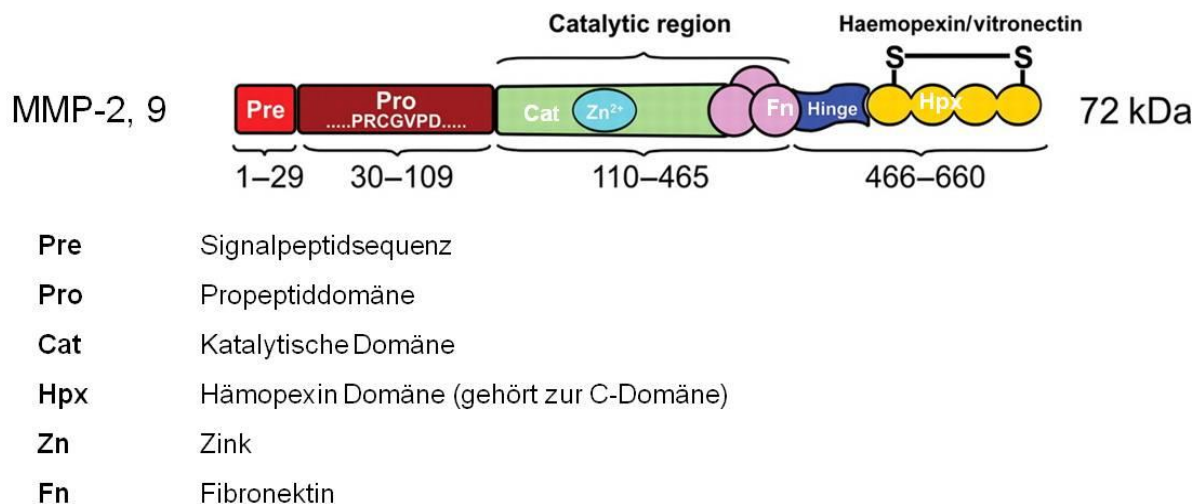 Catalytic region
Haemopexin/vitronectin
S S
MMP-2, 9
Pre
Pro
.....PRCGVPD.....
Cat
Zn²⁺
Fn
Hinge
Hpx
72 kDa
1–29
30–109
110–465
466–660
Pre Signalpeptidsequenz
Pro Propeptiddomäne
Cat Katalytische Domäne
Hpx Hämopexin Domäne (gehört zur C-Domäne)
Zn Zink
Fn Fibronektin